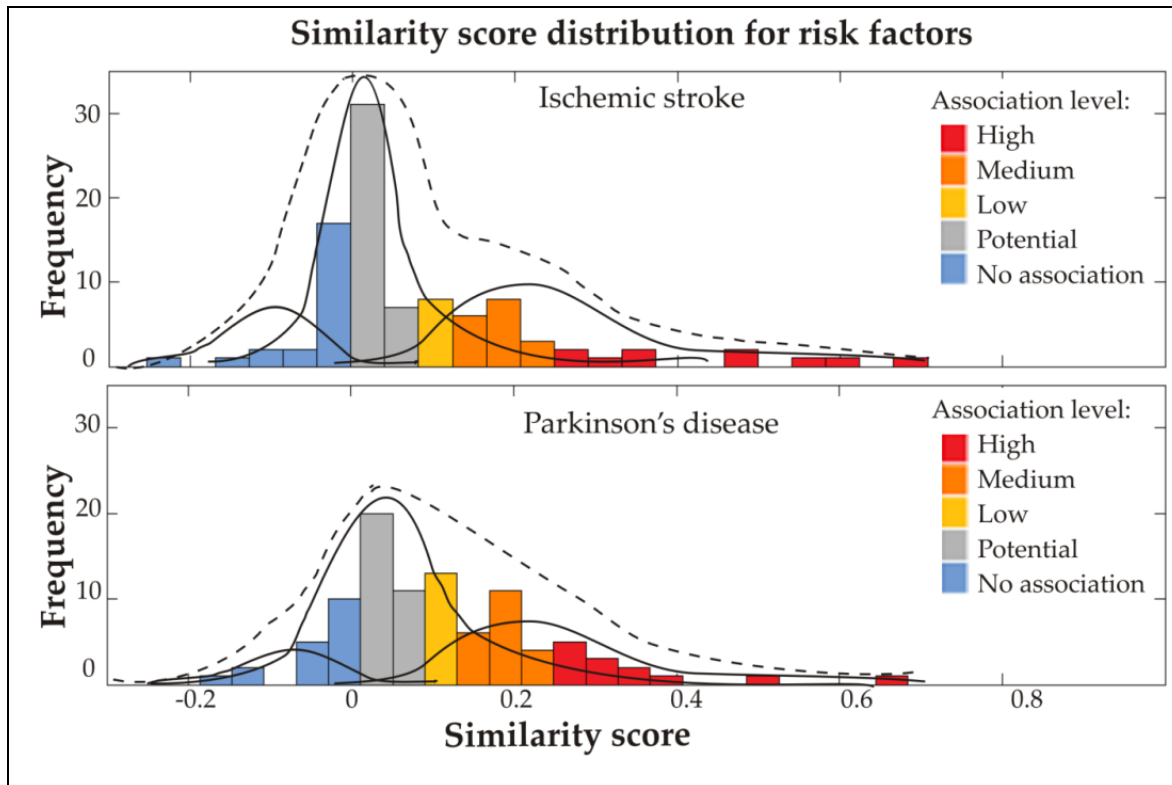 Similarity score distribution for risk factors
Ischemic stroke
Association level:
High
Medium
Low
Potential
No association
Frequency
30
20
10
0
Parkinson's disease
Association level:
High
Medium
Low
Potential
No association
Frequency
30
20
10
0
-0.2 0 0.2 0.4 0.6 0.8
Similarity score